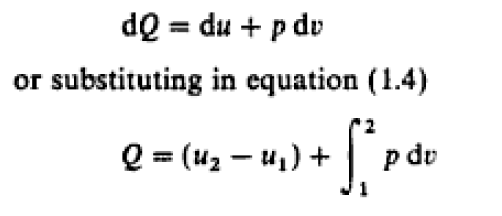 dQ = du + p dv
or substituting in equation (1.4)
Q = (u₂ − u₁) + ∫₁² p dv